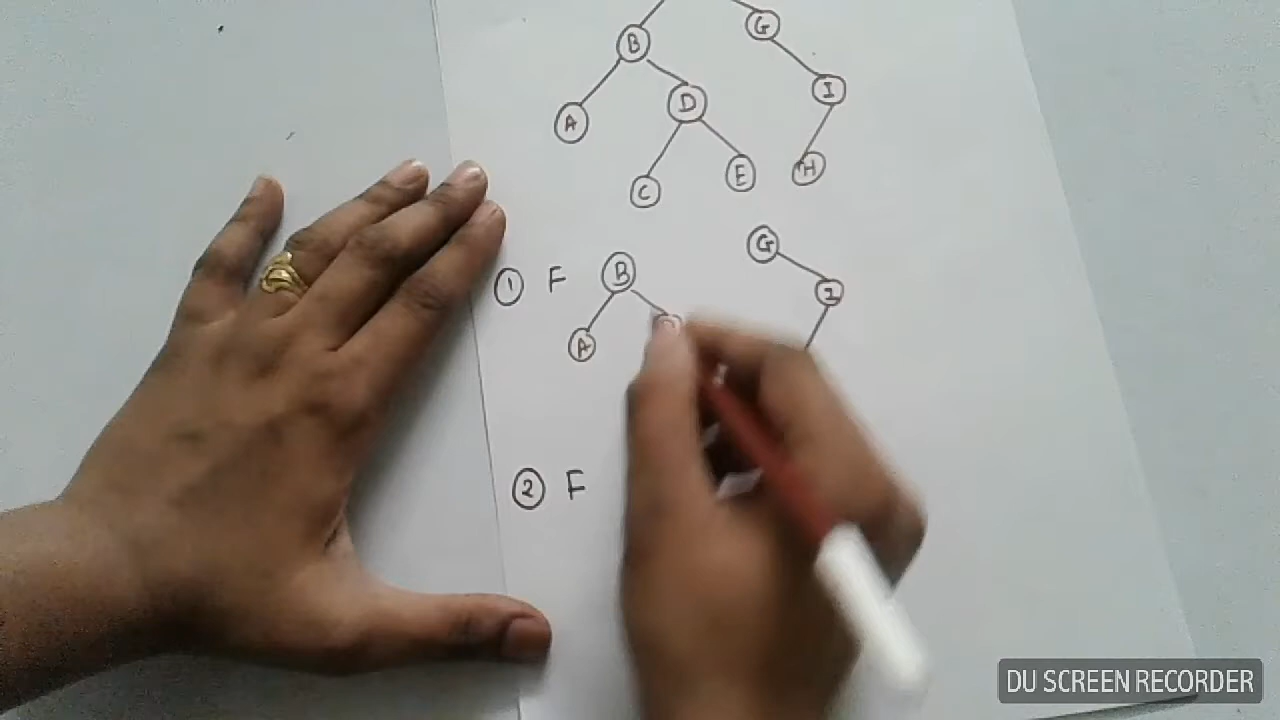 B G
A D I
C E H
① F B G
A I
② F
DU SCREEN RECORDER